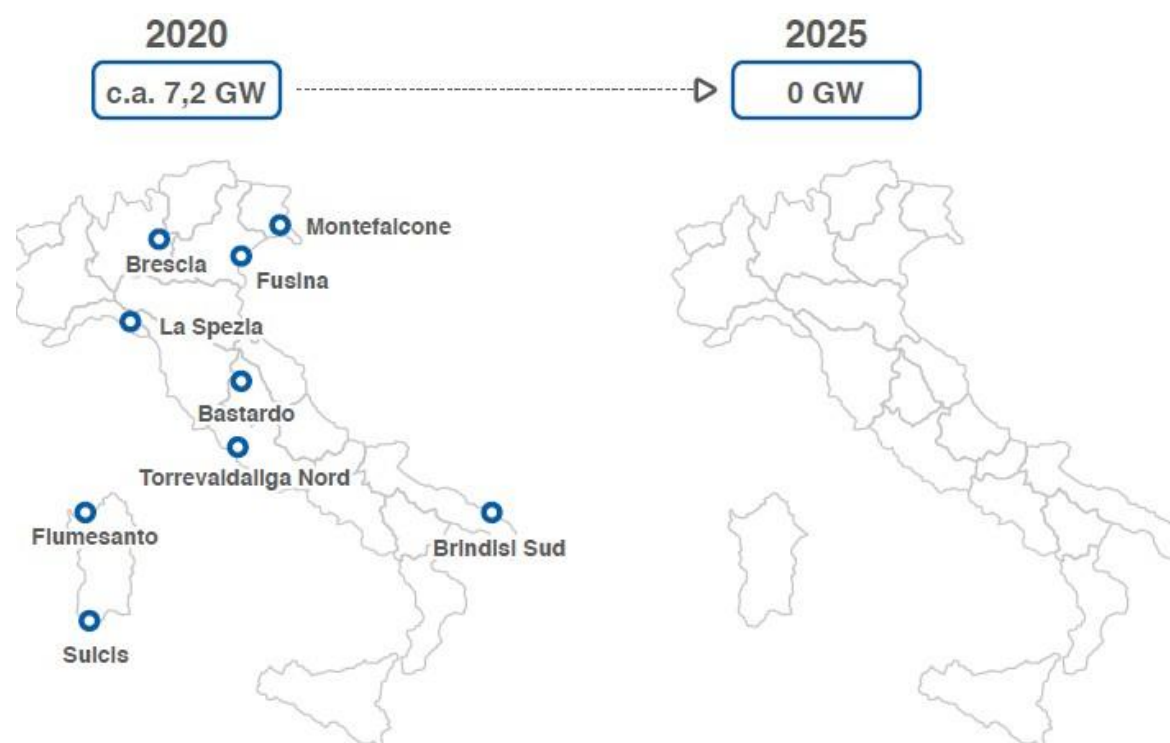 2020
2025
c.a. 7,2 GW
0 GW
Montefalcone
Brescia
Fusina
La Spezia
Bastardo
Torrevaldaliga Nord
Fiumesanto
Brindisi Sud
Sulcis